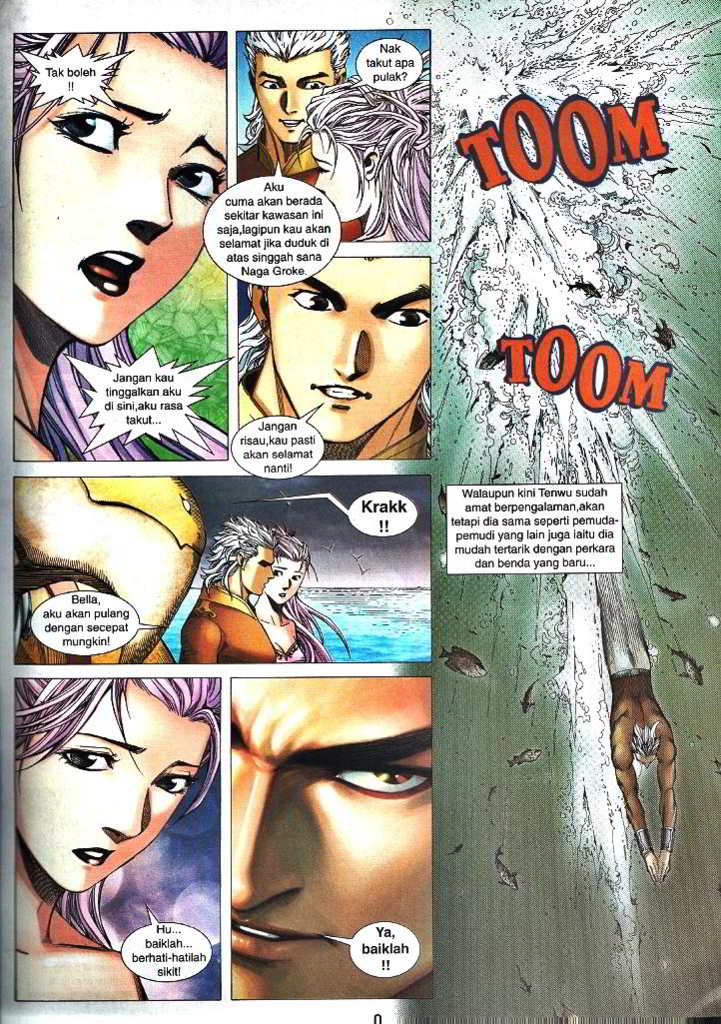 Tak boleh
!!
Nak
takut apa
pulak?
Aku
cuma akan berada
sekitar kawasan ini
saja,lagipun kau akan
selamat jika duduk di
atas singgah sana
Naga Groke.
Jangan kau
tinggalkan aku
di sini,aku rasa
takut...
Jangan
risau,kau pasti
akan selamat
nanti!
Krakk
!!
Bella,
aku akan pulang
dengan secepat
mungkin!
Hu...
baiklah...
berhati-hatilah
sikit!
Ya,
baiklah
!!
TOOM
TOOM
Walaupun kini Tenwu sudah
amat berpengalaman,akan
tetapi dia sama seperti pemuda-
pemudi yang lain juga iaitu dia
mudah tertarik dengan perkara
dan benda yang baru...